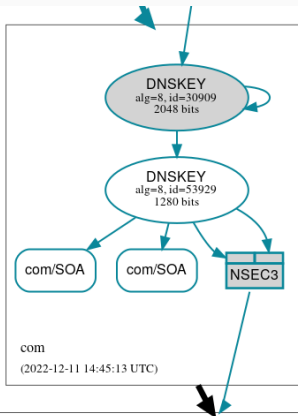 DNSKEY
alg=8, id=30909
2048 bits
DNSKEY
alg=8, id=53929
1280 bits
com/SOA
com/SOA
NSEC3
com
(2022-12-11 14:45:13 UTC)